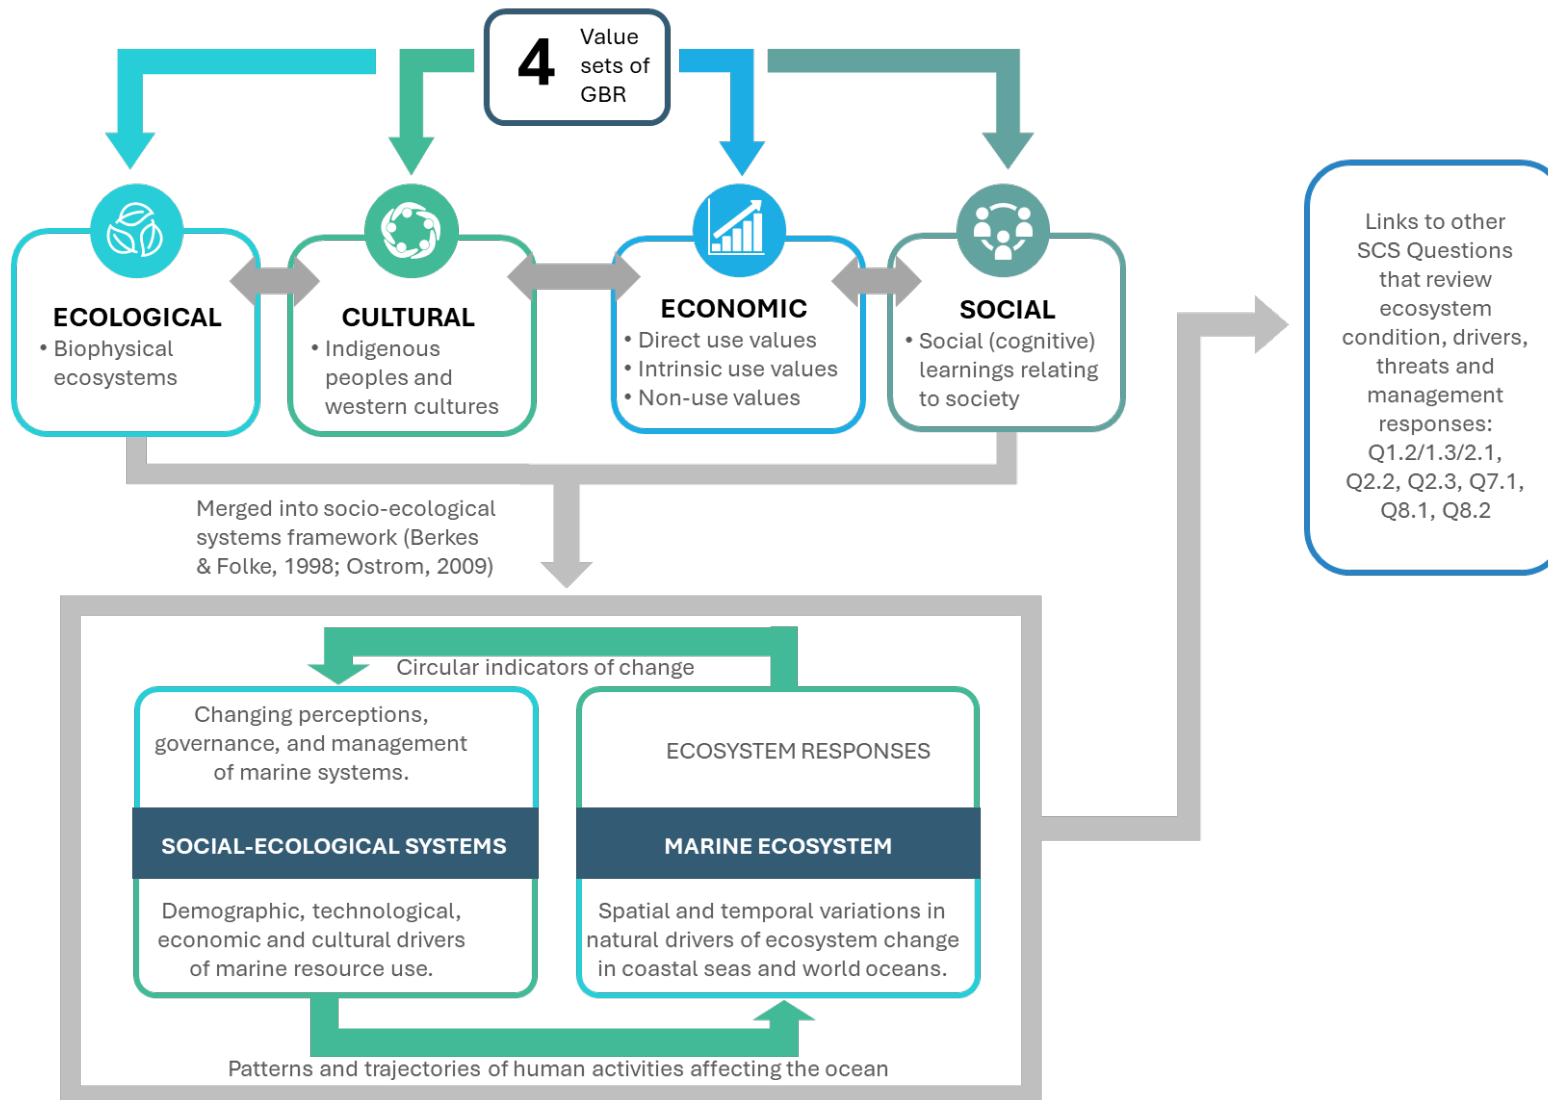 4
Value
sets of
GBR
ECOLOGICAL
• Biophysical
ecosystems
CULTURAL
• Indigenous
peoples and
western cultures
ECONOMIC
• Direct use values
• Intrinsic use values
• Non-use values
SOCIAL
• Social (cognitive)
learnings relating
to society
Links to other
SCS Questions
that review
ecosystem
condition, drivers,
threats and
management
responses:
Q1.2/1.3/2.1,
Q2.2, Q2.3, Q7.1,
Q8.1, Q8.2
Merged into socio-ecological
systems framework (Berkes
& Folke, 1998; Ostrom, 2009)
Circular indicators of change
Changing perceptions,
governance, and management
of marine systems.
SOCIAL-ECOLOGICAL SYSTEMS
Demographic, technological,
economic and cultural drivers
of marine resource use.
ECOSYSTEM RESPONSES
MARINE ECOSYSTEM
Spatial and temporal variations in
natural drivers of ecosystem change
in coastal seas and world oceans.
Patterns and trajectories of human activities affecting the ocean